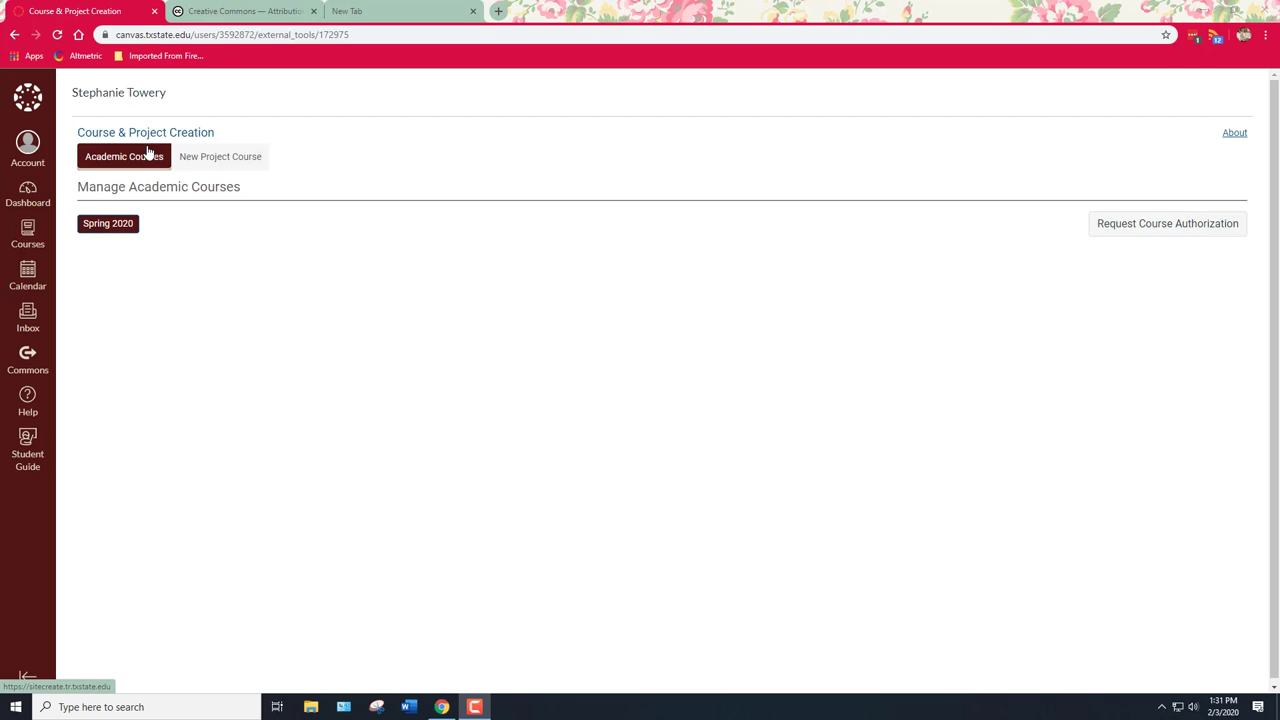 Course & Project Creation
Creative Commons — Attributio
New Tab
canvas.txstate.edu/users/3592872/external_tools/172975
1
12
Apps
Altmetric
Imported From Fire...
Stephanie Towery
Course & Project Creation
About
Academic Courses
New Project Course
Manage Academic Courses
Spring 2020
Request Course Authorization
Account
Dashboard
Courses
Calendar
Inbox
Commons
Help
Student
Guide
https://sitecreate.tr.txstate.edu
Type here to search
1:31 PM
2/3/2020